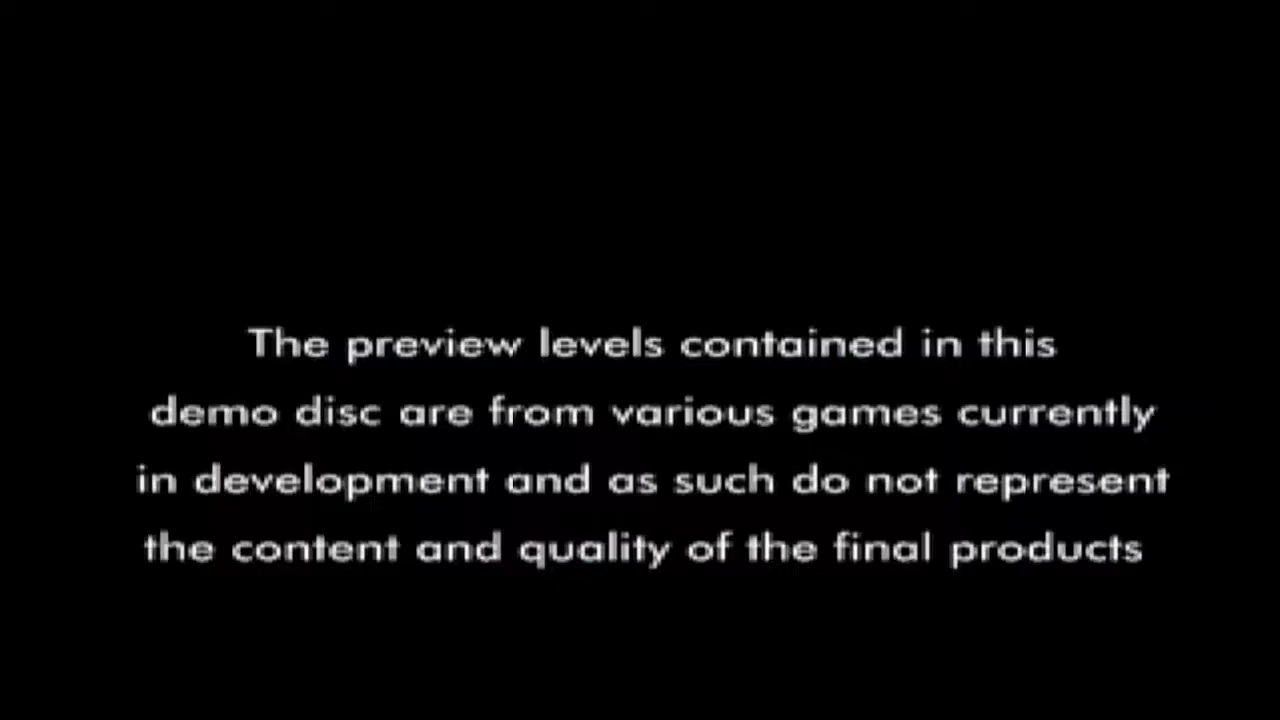 The preview levels contained in this
demo disc are from various games currently
in development and as such do not represent
the content and quality of the final products